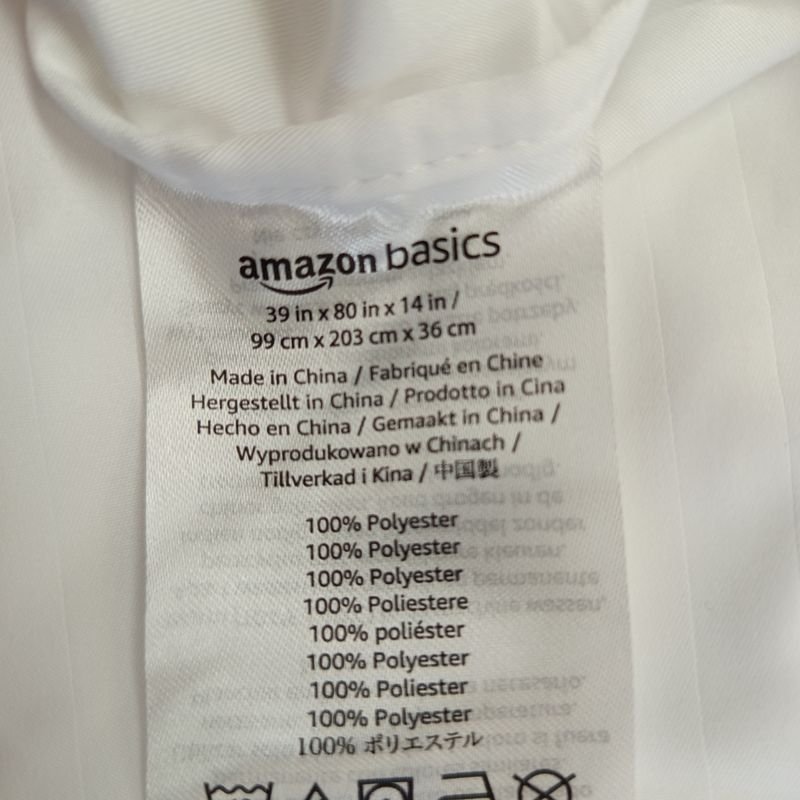 amazon basics
39 in x 80 in x 14 in /
99 cm x 203 cm x 36 cm
Made in China / Fabriqué en Chine
Hergestellt in China / Prodotto in Cina
Hecho en China / Gemaakt in China /
Wyprodukowano w Chinach /
Tillverkad i Kina / 中国製
100% Polyester
100% Polyester
100% Polyester
100% Poliestere
100% poliéster
100% Polyester
100% Poliester
100% Polyester
100% ポリエステル